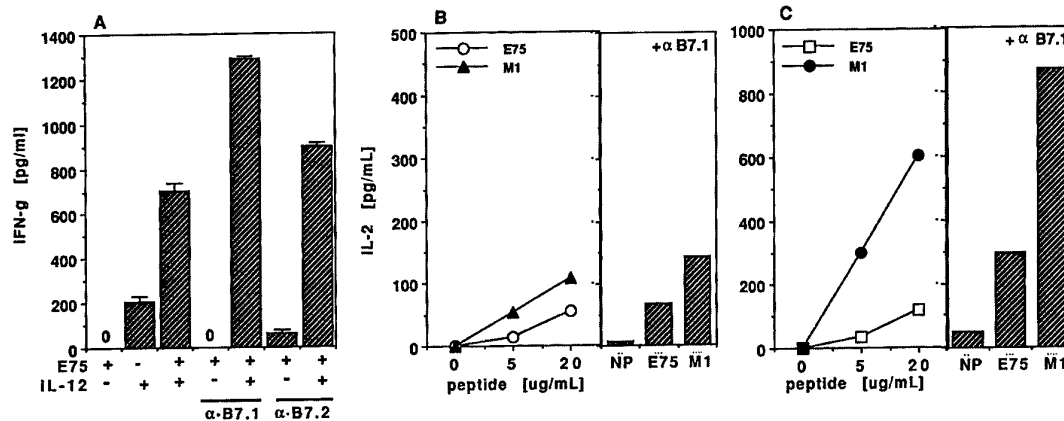 A
IFN-g [pg/ml]
1400
1200
1000
800
600
400
200
0
0 0
E75 + - + + + + +
IL-12 - + + - + - +
α·B7.1 α·B7.2
B
IL-2 [pg/mL]
500
400
300
200
100
0
E75
M1
+α B7.1
0 5 20
peptide [ug/mL]
NP E75 M1
C
1000
800
600
400
200
0
E75
M1
+α B7.1
0 5 20
peptide [ug/mL]
NP E75 M1